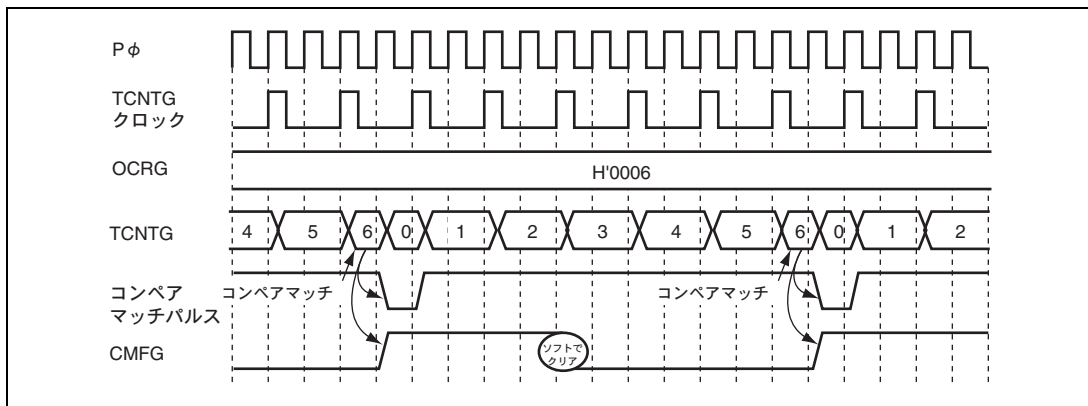 Pφ
TCNTG
クロック
OCRG
H'0006
TCNTG
4 5 6 0 1 2 3 4 5 6 0 1 2
コンペア
マッチパルス
コンペアマッチ
コンペアマッチ
CMFG
ソフトで
クリア